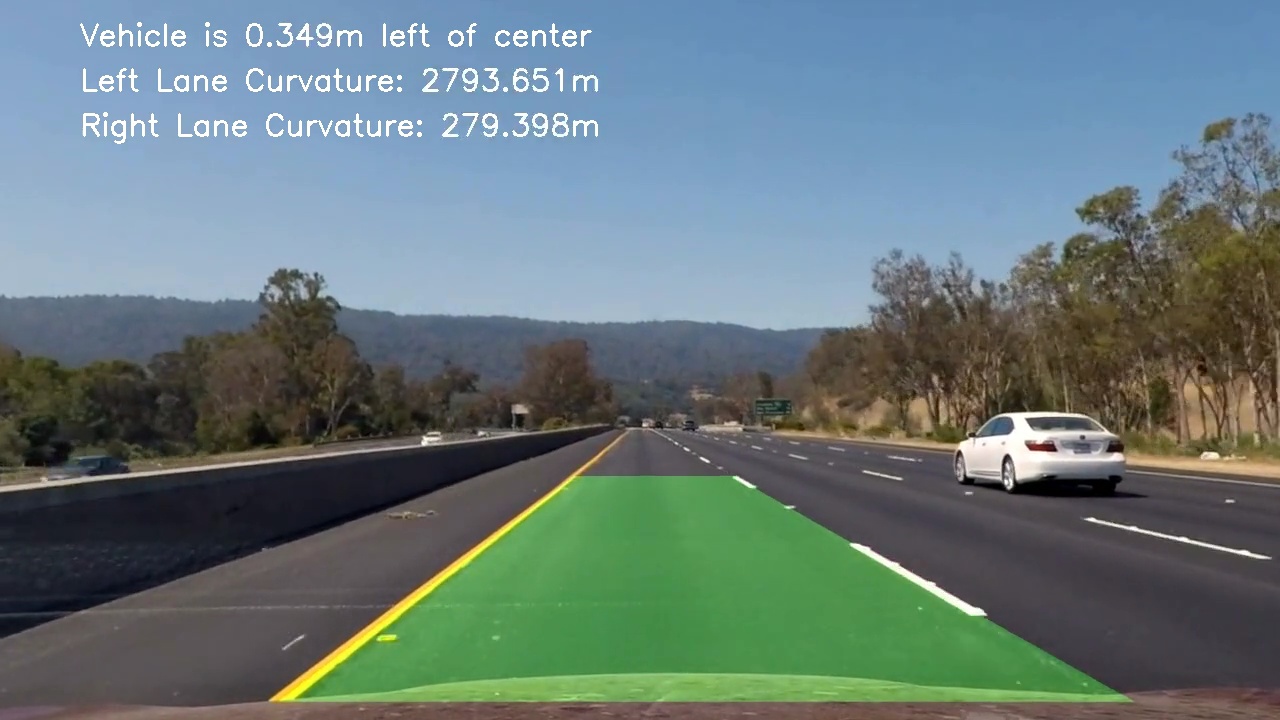 Vehicle is 0.349m left of center
Left Lane Curvature: 2793.651m
Right Lane Curvature: 279.398m